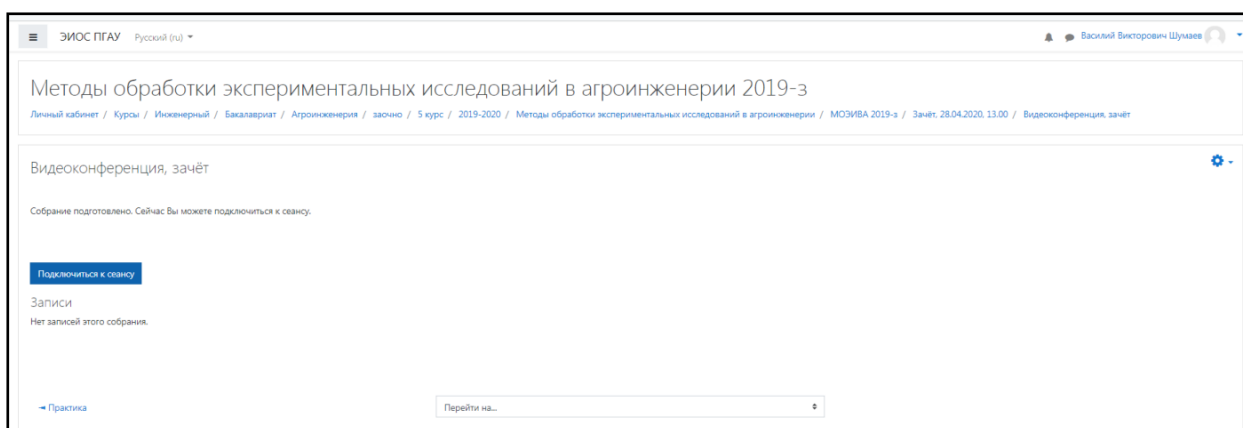 ЭИОС ПГАУ Русский (ru)
Василий Викторович Шумаев
Методы обработки экспериментальных исследований в агроинженерии 2019-з
Личный кабинет / Курсы / Инженерный / Бакалавриат / Агроинженерия / заочно / 5 курс / 2019-2020 / Методы обработки экспериментальных исследований в агроинженерии / МОЭИВА 2019-з / Зачёт, 28.04.2020, 13.00 / Видеоконференция, зачёт
Видеоконференция, зачёт
Собрание подготовлено. Сейчас Вы можете подключиться к сеансу.
Подключиться к сеансу
Записи
Нет записей этого собрания.
Практика
Перейти на...